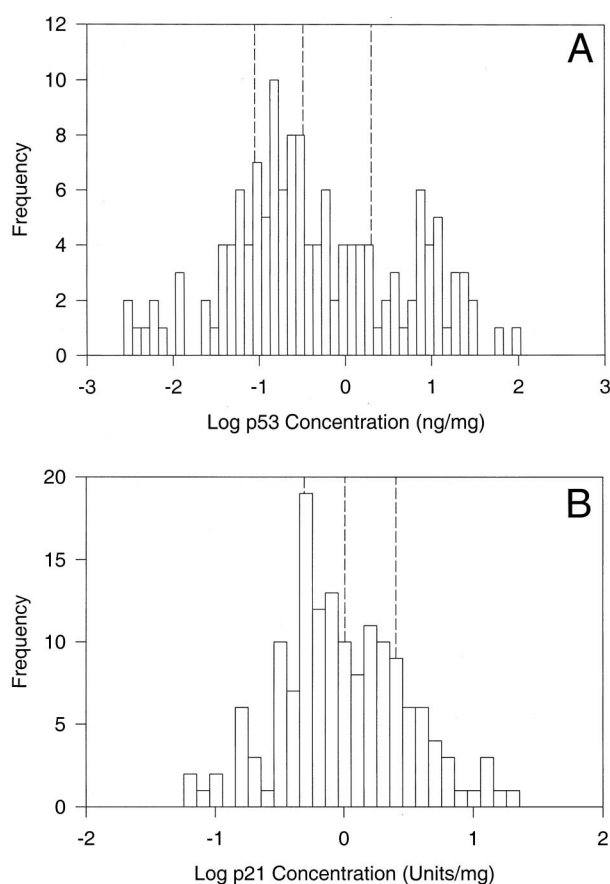 A
12
10
8
6
4
2
0
Frequency
-3 -2 -1 0 1 2 3
Log p53 Concentration (ng/mg)
B
20
15
10
5
0
Frequency
-2 -1 0 1 2
Log p21 Concentration (Units/mg)